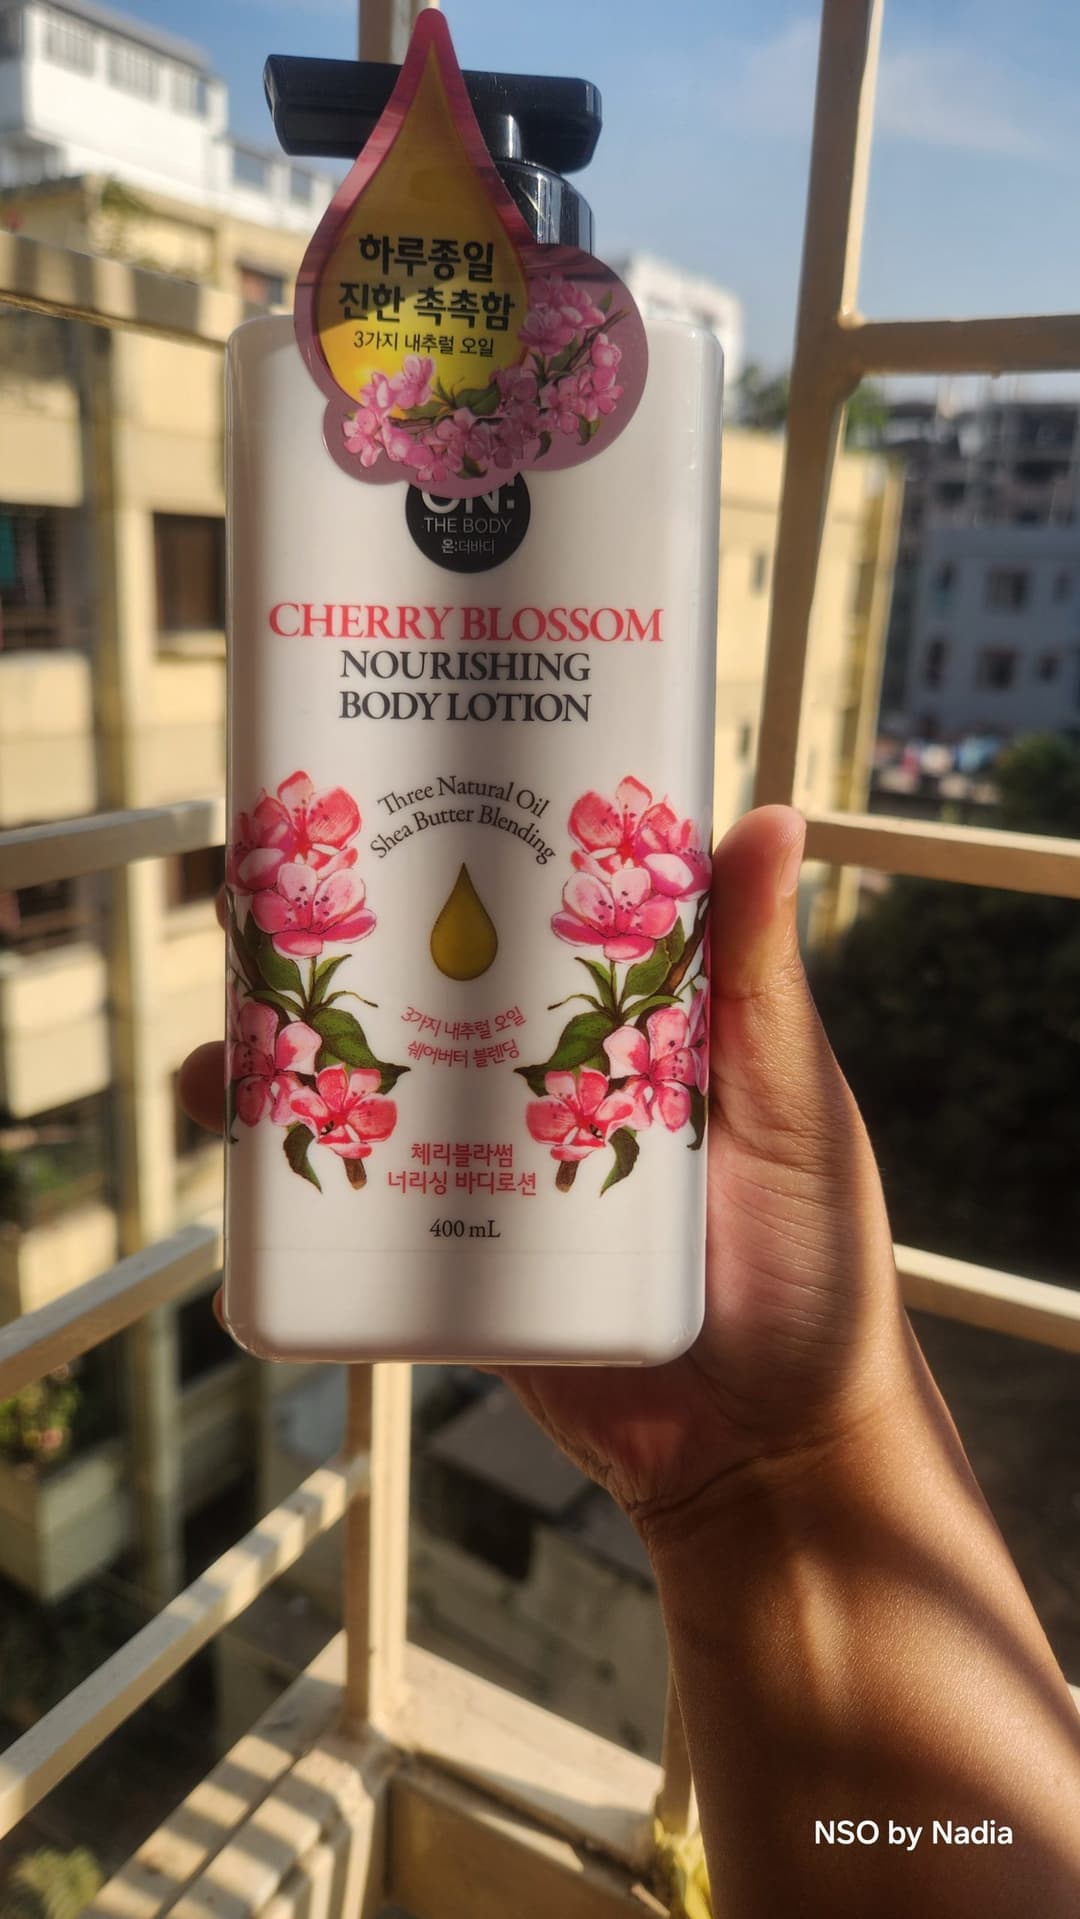 하루종일
진한 촉촉함
3가지 내추럴 오일
ON:
THE BODY
온:더바디
CHERRY BLOSSOM
NOURISHING
BODY LOTION
Three Natural Oil
Shea Butter Blending
3가지 내추럴 오일
쉐어버터 블렌딩
체리블라썸
너리싱 바디로션
400 mL
NSO by Nadia